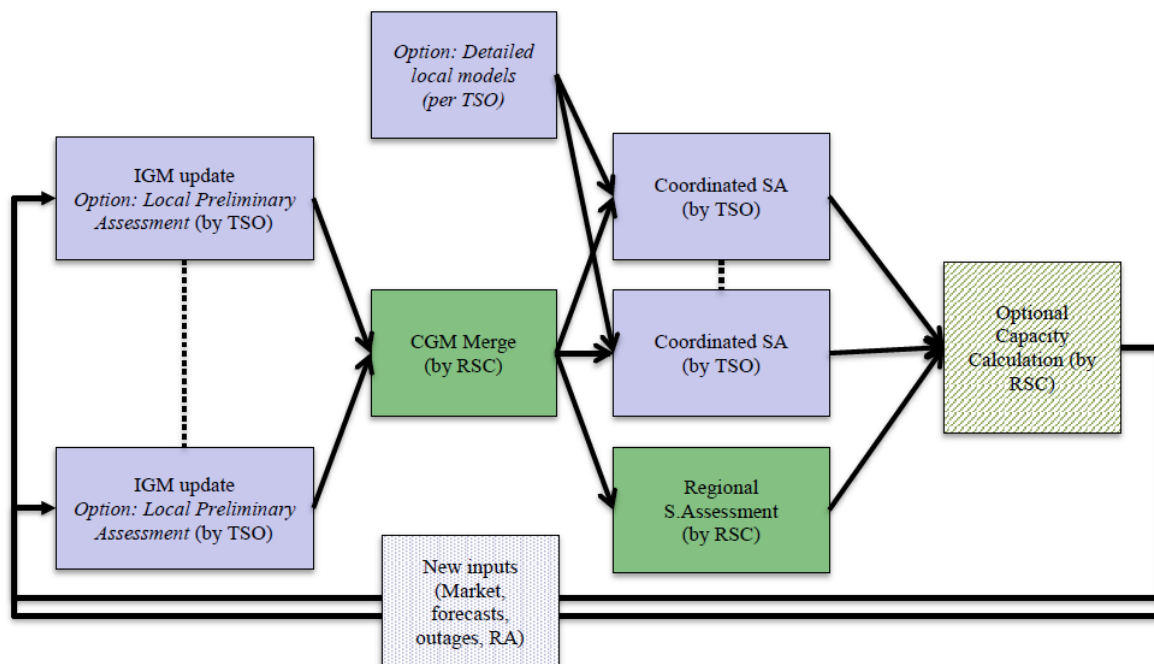 Option: Detailed
local models
(per TSO)
IGM update
Option: Local Preliminary
Assessment (by TSO)
Coordinated SA
(by TSO)
CGM Merge
(by RSC)
Coordinated SA
(by TSO)
Optional
Capacity
Calculation (by
RSC)
IGM update
Option: Local Preliminary
Assessment (by TSO)
Regional
S.Assessment
(by RSC)
New inputs
(Market,
forecasts,
outages, RA)